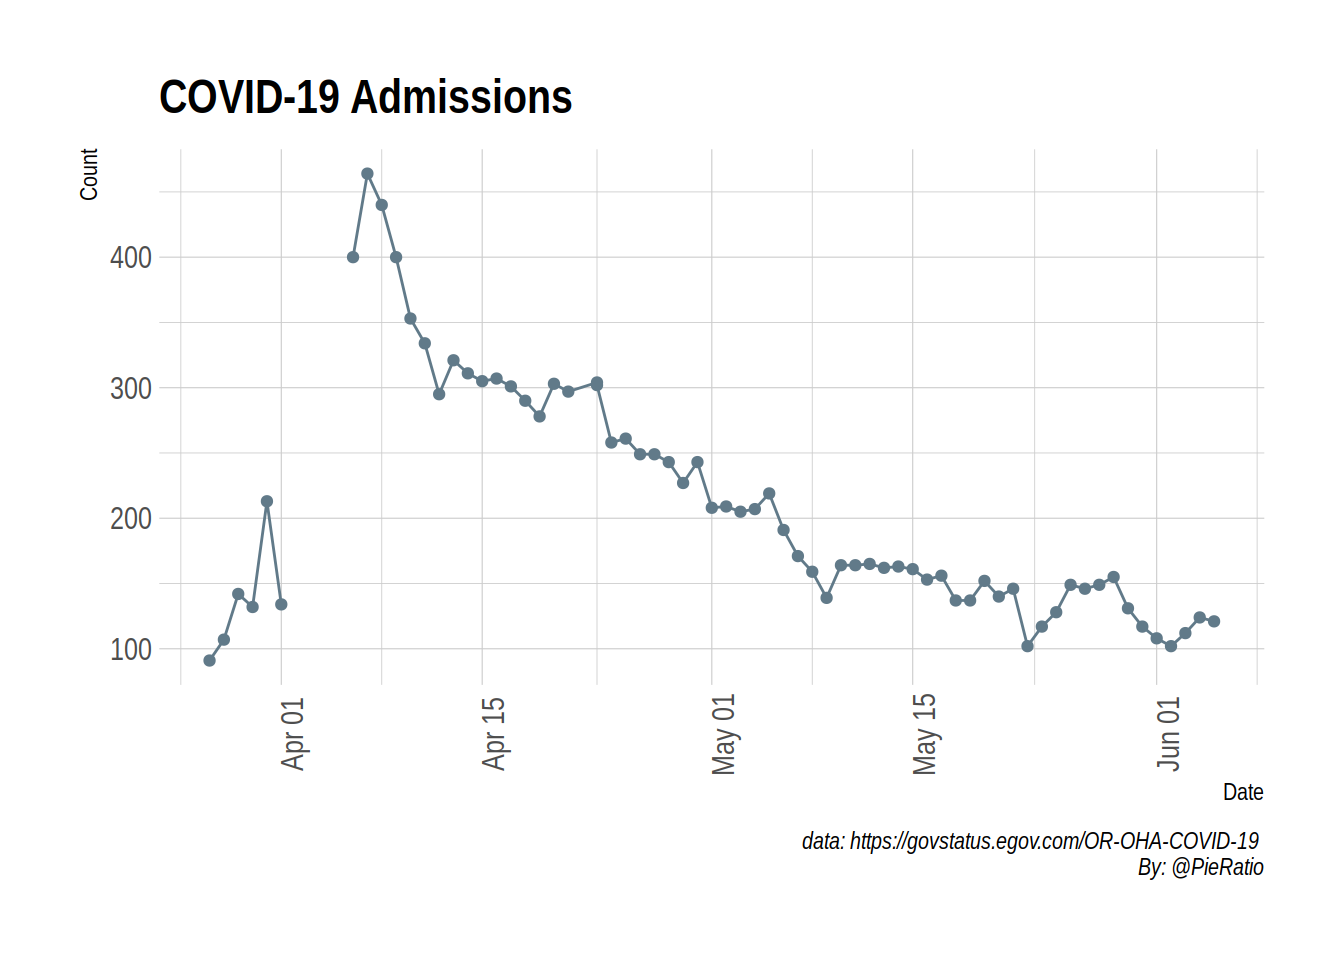 COVID-19 Admissions
Count
400
300
200
100
Apr 01
Apr 15
May 01
May 15
Jun 01
Date
data: https://govstatus.egov.com/OR-OHA-COVID-19
By: @PieRatio